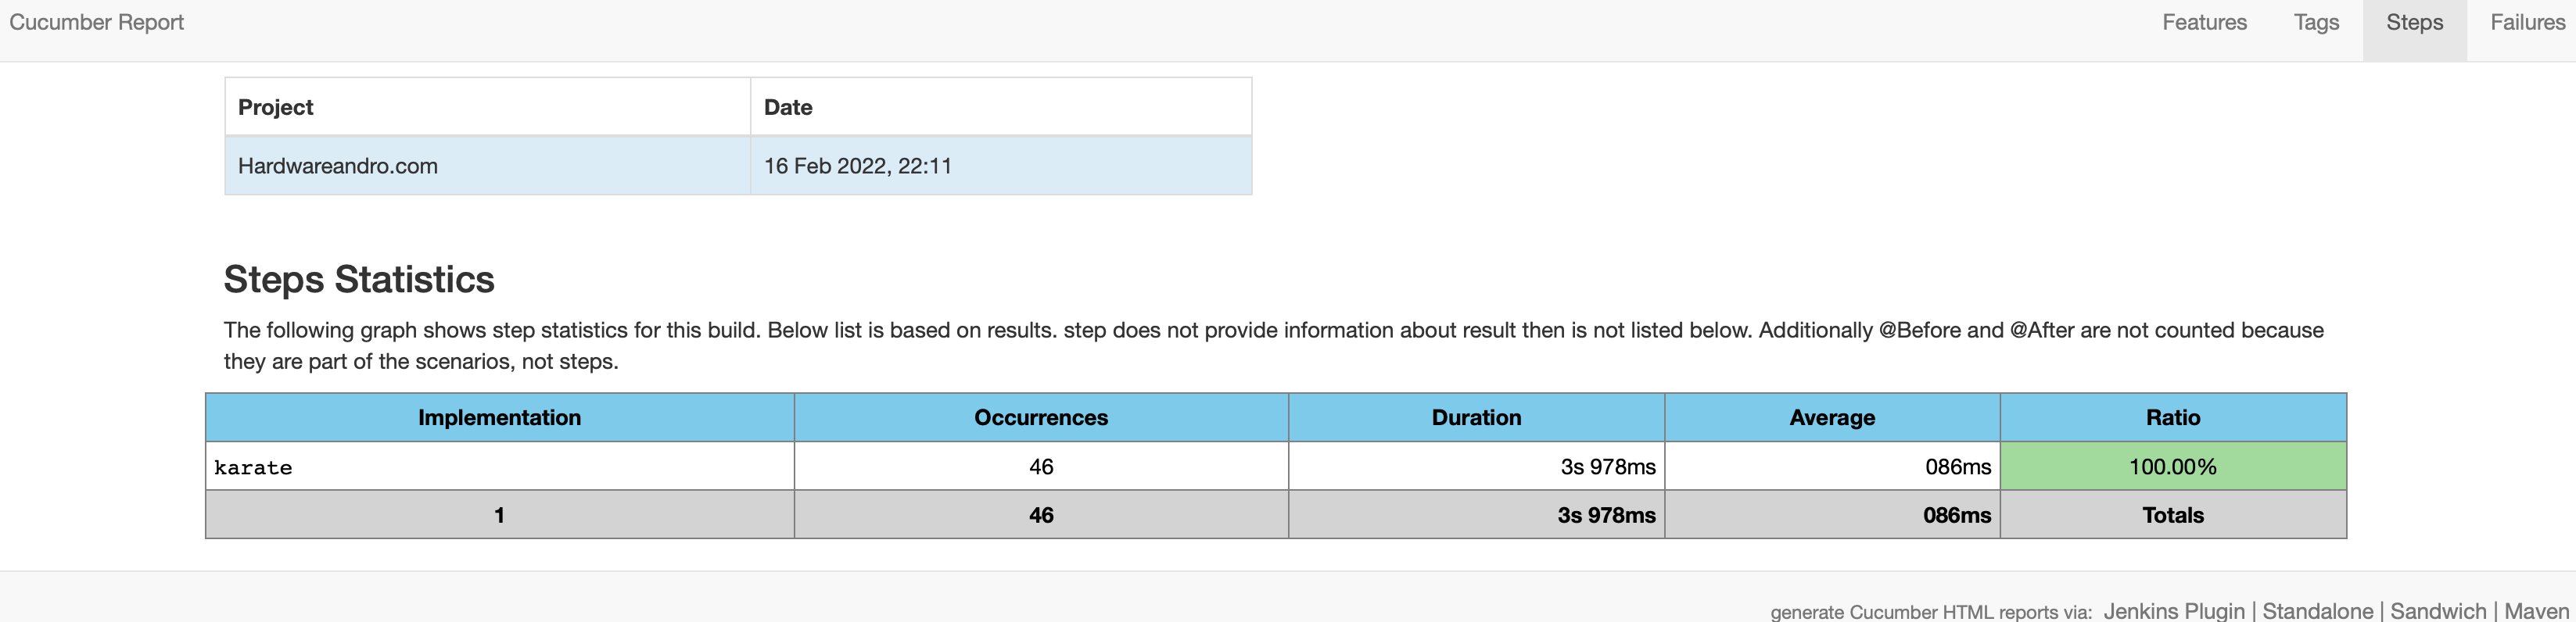 Cucumber Report Features Tags Steps Failures
Project Date
Hardwareandro.com 16 Feb 2022, 22:11
Steps Statistics
The following graph shows step statistics for this build. Below list is based on results. step does not provide information about result then is not listed below. Additionally @Before and @After are not counted because
they are part of the scenarios, not steps.
Implementation Occurrences Duration Average Ratio
karate 46 3s 978ms 086ms 100.00%
1 46 3s 978ms 086ms Totals
generate Cucumber HTML reports via: Jenkins Plugin | Standalone | Sandwich | Maven